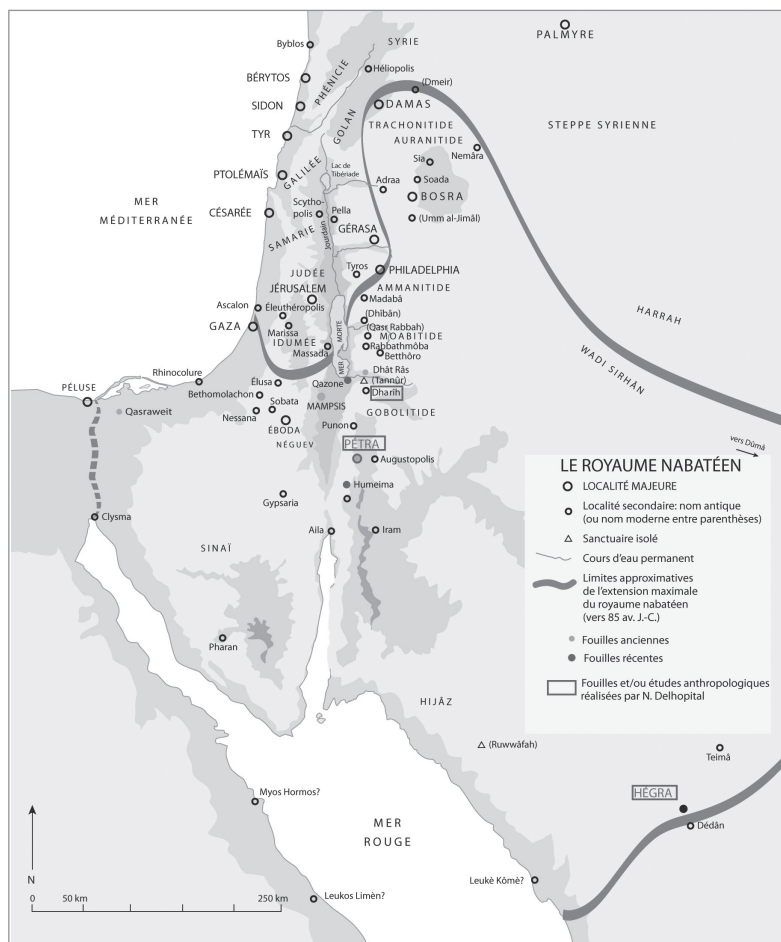 PALMYRE
SYRIE
Byblos
Héliopolis
(Dmeir)
BÉRYTOS
PHÉNICIE
SIDON
DAMAS
GOLAN
TRACHONITIDE
STEPPE SYRIENNE
TYR
AURANITIDE
Nemâra
Sia
GALILÉE
Lac de
Tibériade
PTOLÉMAÏS
Adraa
Soada
BOSRA
MER
MÉDITERRANÉE
CÉSARÉE
Scytho-
polis
Pella
(Umm al-Jimâl)
Jourdain
SAMARIE
GÉRASA
Tyros
PHILADELPHIA
JUDÉE
JÉRUSALEM
AMMANITIDE
Madabâ
Ascalon
Éleuthéropolis
(Dhîbân)
HARRAH
GAZA
Marissa
MORTE
(Qasr Rabbah)
MOABITIDE
IDUMÉE
Rabbathmôba
Massada
Betthôro
WADI SIRHÂN
MER
Rhinocolure
Dhât Râs
Élusa
Qazone
(Tannûr)
PÉLUSE
Bethomolachon
Dharih
Qasraweit
Sobata
MAMPSIS
GOBOLITIDE
Nessana
ÉBODA
Punon
NÉGUEV
PÉTRA
vers Dûmâ
Augustopolis
Humeima
Gypsaria
Clysma
Aila
Iram
SINAÏ
Pharan
LE ROYAUME NABATÉEN
LOCALITÉ MAJEURE
Localité secondaire: nom antique
(ou nom moderne entre parenthèses)
Sanctuaire isolé
Cours d'eau permanent
Limites approximatives
de l'extension maximale
du royaume nabatéen
(vers 85 av. J.-C.)
Fouilles anciennes
Fouilles récentes
Fouilles et/ou études anthropologiques
réalisées par N. Delhopital
HIJÂZ
(Ruwwâfah)
Teimâ
HÉGRA
Myos Hormos?
Dédân
MER
ROUGE
Leukè Kômè?
N
Leukos Limèn?
0 50 km 250 km